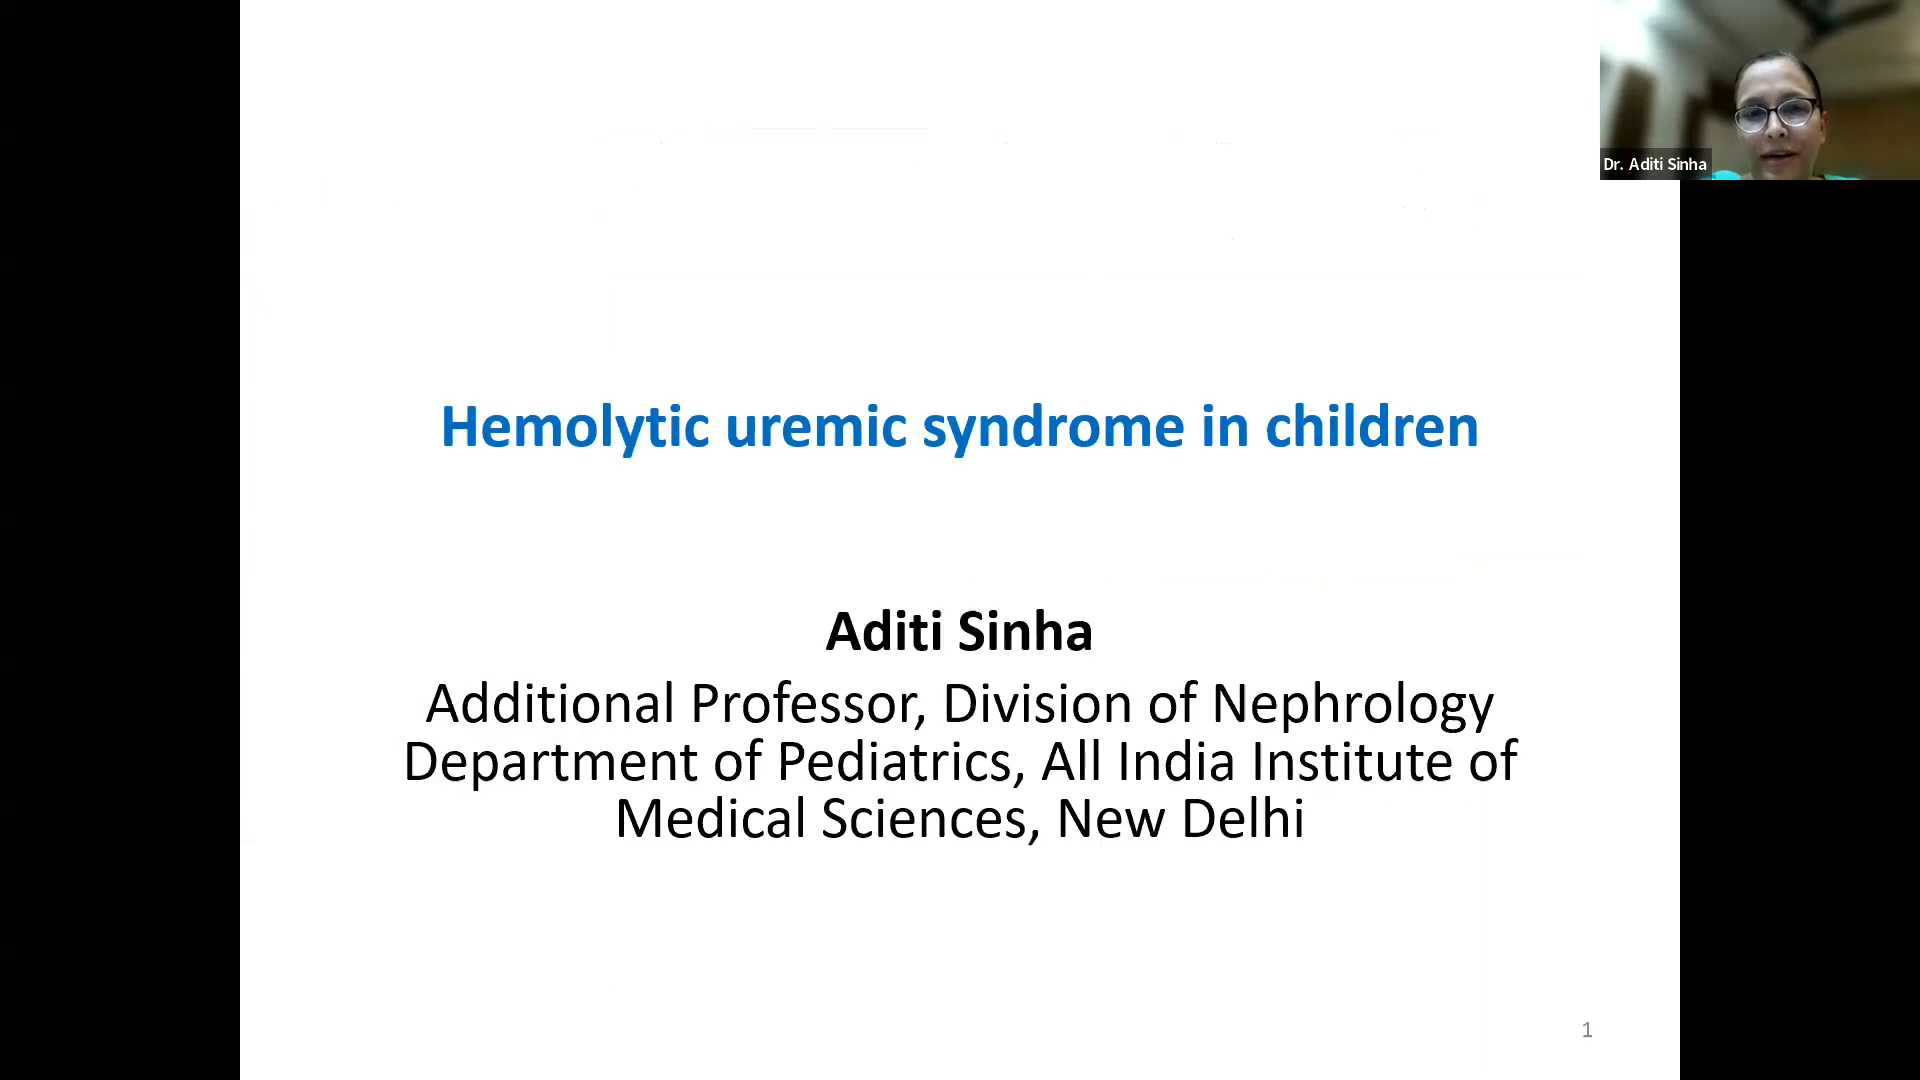 Dr. Aditi Sinha
Hemolytic uremic syndrome in children
Aditi Sinha
Additional Professor, Division of Nephrology
Department of Pediatrics, All India Institute of
Medical Sciences, New Delhi
1